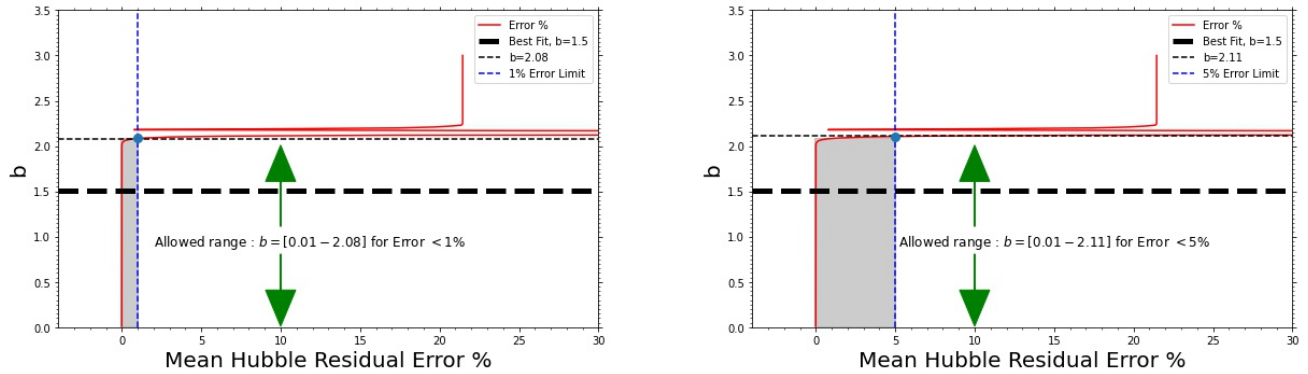 3.5
3.0
2.5
2.0
1.5
1.0
0.5
0.0
b
Error %
Best Fit, b=1.5
b=2.08
1% Error Limit
Allowed range : b = [0.01 − 2.08] for Error < 1%
0 5 10 15 20 25 30
Mean Hubble Residual Error %
3.5
3.0
2.5
2.0
1.5
1.0
0.5
0.0
b
Error %
Best Fit, b=1.5
b=2.11
5% Error Limit
Allowed range : b = [0.01 − 2.11] for Error < 5%
0 5 10 15 20 25 30
Mean Hubble Residual Error %